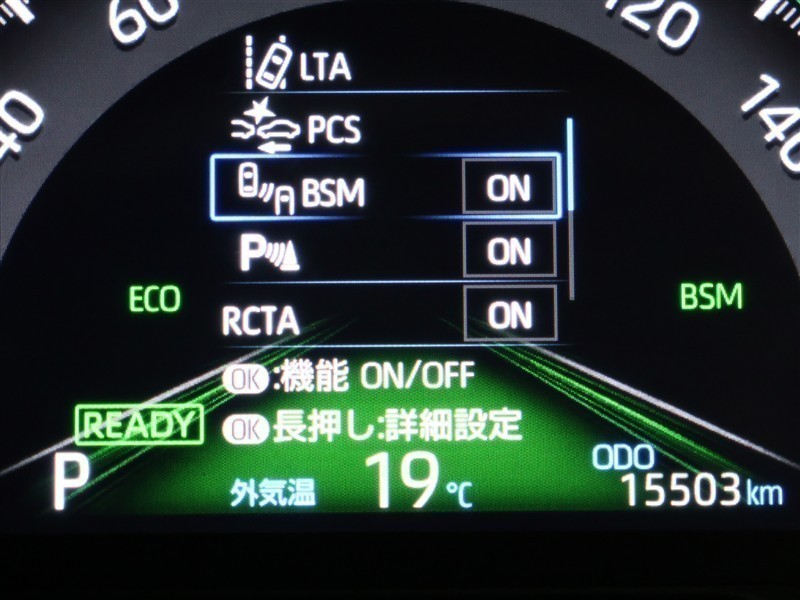 60
120
40
140
LTA
PCS
BSM ON
P ON
ECO
BSM
RCTA ON
OK:機能 ON/OFF
OK長押し:詳細設定
READY
P
外気温 19℃
ODO
15503km